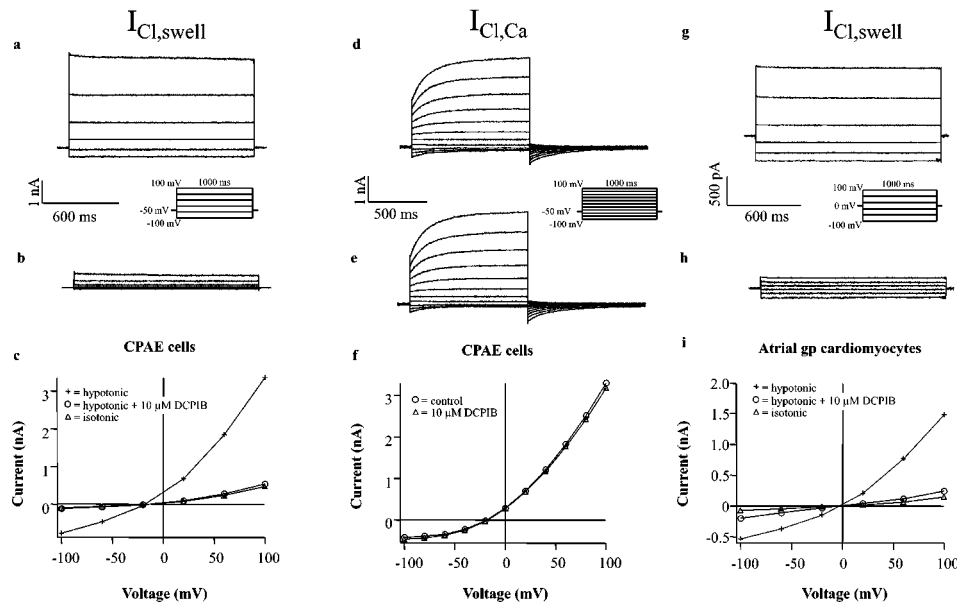 I Cl,swell
a
1 nA
600 ms
100 mV
1000 ms
-50 mV
-100 mV
b
c
CPAE cells
+ = hypotonic
○ = hypotonic + 10 µM DCPIB
△ = isotonic
Current (nA)
3
2
1
0
-100
-50
0
50
100
Voltage (mV)
I Cl,Ca
d
1 nA
500 ms
100 mV
1000 ms
-50 mV
-100 mV
e
f
CPAE cells
○ = control
△ = 10 µM DCPIB
Current (nA)
3
2
1
0
-100
-50
0
50
100
Voltage (mV)
I Cl,swell
g
500 pA
600 ms
100 mV
1000 ms
0 mV
-100 mV
h
i
Atrial gp cardiomyocytes
+ = hypotonic
○ = hypotonic + 10 µM DCPIB
△ = isotonic
Current (nA)
2.0
1.5
1.0
0.5
0
-0.5
-100
-50
0
50
100
Voltage (mV)